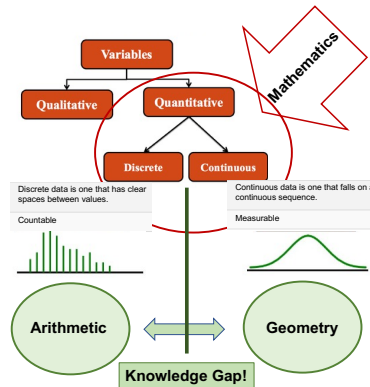 Variables
Mathematics
Qualitative
Quantitative
Discrete
Continuous
Discrete data is one that has clear
spaces between values.
Countable
Continuous data is one that falls on a
continuous sequence.
Measurable
Arithmetic
Geometry
Knowledge Gap!